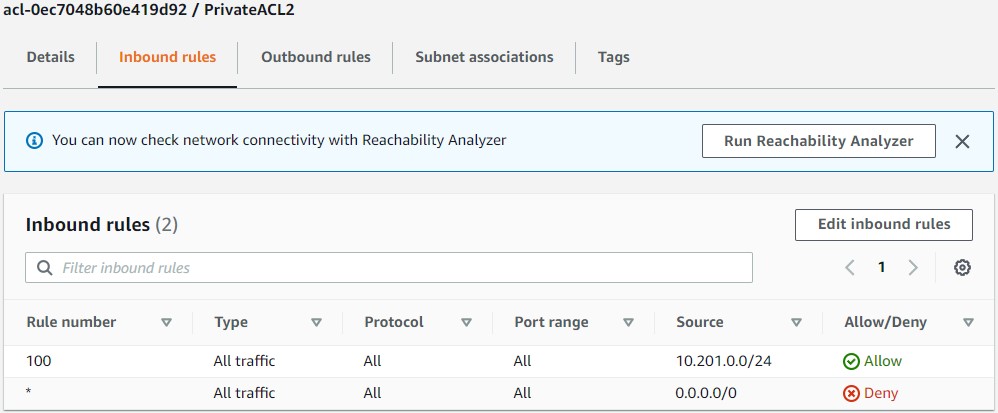 acl-0ec7048b60e419d92 / PrivateACL2
Details Inbound rules Outbound rules Subnet associations Tags
You can now check network connectivity with Reachability Analyzer Run Reachability Analyzer
Inbound rules (2) Edit inbound rules
Filter inbound rules 1
Rule number Type Protocol Port range Source Allow/Deny
100 All traffic All All 10.201.0.0/24 Allow
* All traffic All All 0.0.0.0/0 Deny